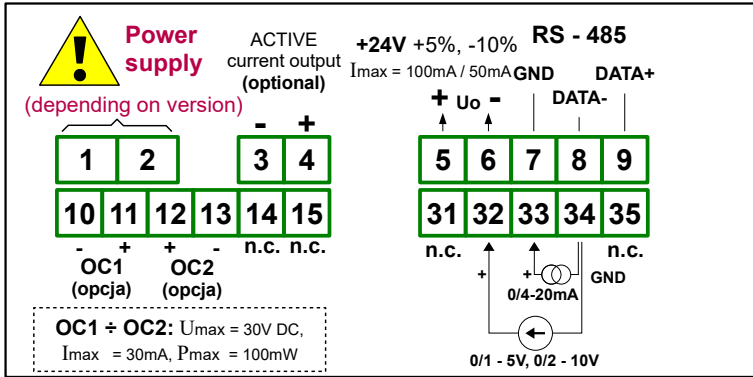 Power supply
(depending on version)
ACTIVE
current output
(optional)
+24V +5%, -10%
Imax = 100mA / 50mA
RS - 485
GND
DATA+
DATA-
+ Uo -
- +
1 2 3 4 5 6 7 8 9
10 11 12 13 14 15 31 32 33 34 35
- + + - n.c. n.c. n.c. n.c.
OC1
(opcja)
OC2
(opcja)
+ + GND
0/4-20mA
0/1 - 5V, 0/2 - 10V
OC1 ÷ OC2: Umax = 30V DC,
Imax = 30mA, Pmax = 100mW